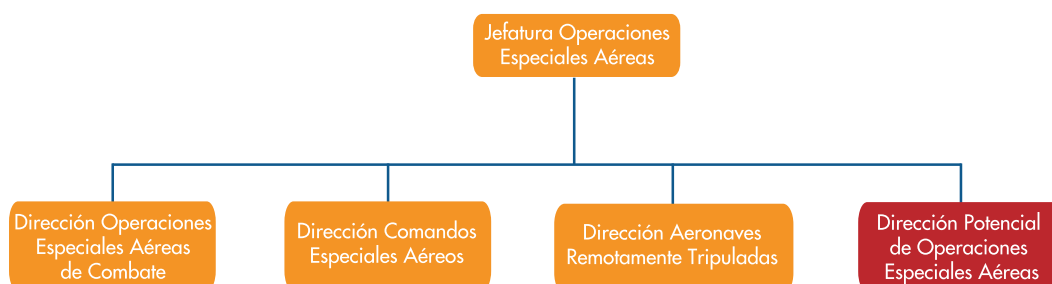 Jefatura Operaciones
Especiales Aéreas
Dirección Operaciones
Especiales Aéreas
de Combate
Dirección Comandos
Especiales Aéreos
Dirección Aeronaves
Remotamente Tripuladas
Dirección Potencial
de Operaciones
Especiales Aéreas